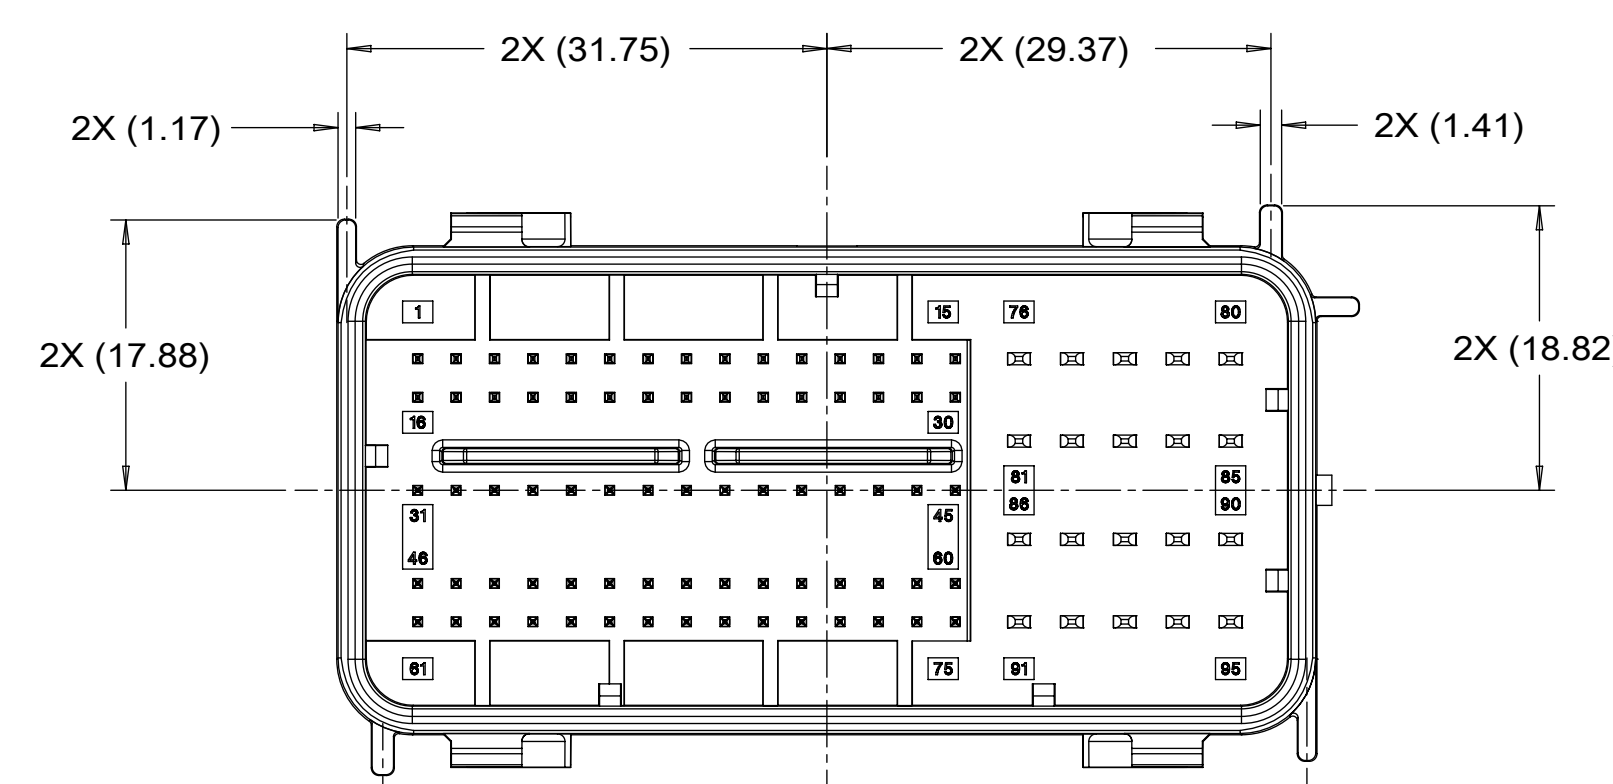 2X (31.75) 2X (29.37)
2X (1.17) 2X (1.41)
1 15 76 80
2X (17.88) 2X (18.82)
16 30
81 85
31 45 86 90
46 60
61 75 91 95